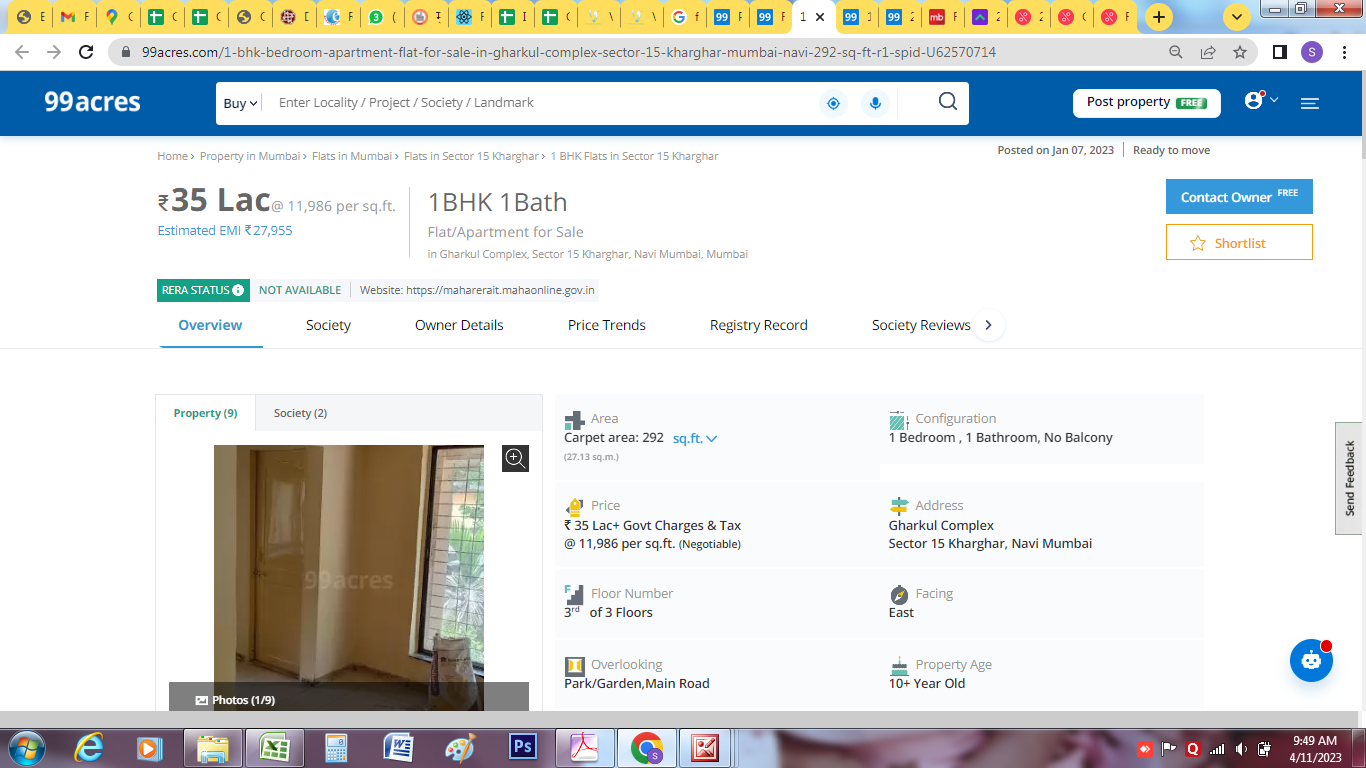 99acres.com/1-bhk-bedroom-apartment-flat-for-sale-in-gharkul-complex-sector-15-kharghar-mumbai-navi-292-sq-ft-r1-spid-U62570714
S
99acres
Buy
Enter Locality / Project / Society / Landmark
Post property FREE
Home > Property in Mumbai > Flats in Mumbai > Flats in Sector 15 Kharghar > 1 BHK Flats in Sector 15 Kharghar
Posted on Jan 07, 2023 | Ready to move
₹35 Lac @ 11,986 per sq.ft.
Estimated EMI ₹27,955
1BHK 1Bath
Flat/Apartment for Sale
in Gharkul Complex, Sector 15 Kharghar, Navi Mumbai, Mumbai
Contact Owner FREE
Shortlist
RERA STATUS NOT AVAILABLE | Website: https://maharerait.mahaonline.gov.in
Overview Society Owner Details Price Trends Registry Record Society Reviews
Property (9) Society (2)
99acres
Photos (1/9)
Area
Carpet area: 292 sq.ft.
(27.13 sq.m.)
Configuration
1 Bedroom , 1 Bathroom, No Balcony
Price
₹ 35 Lac+ Govt Charges & Tax
@ 11,986 per sq.ft. (Negotiable)
Address
Gharkul Complex
Sector 15 Kharghar, Navi Mumbai
Floor Number
3rd of 3 Floors
Facing
East
Overlooking
Park/Garden,Main Road
Property Age
10+ Year Old
Send Feedback
Ps
9:49 AM
4/11/2023